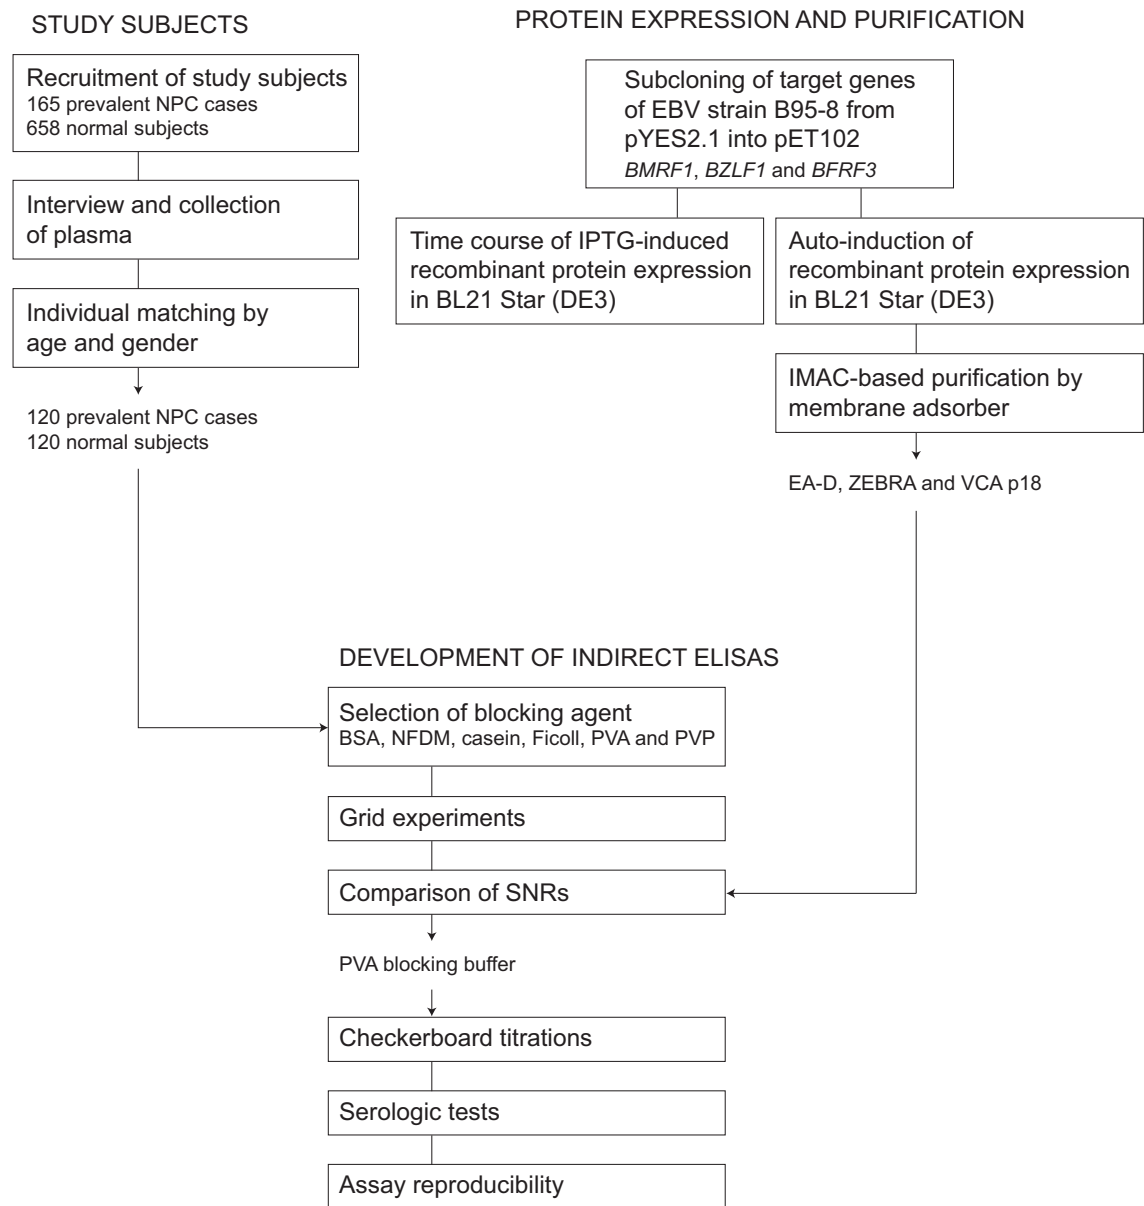 STUDY SUBJECTS
Recruitment of study subjects
165 prevalent NPC cases
658 normal subjects
Interview and collection
of plasma
Individual matching by
age and gender
120 prevalent NPC cases
120 normal subjects
PROTEIN EXPRESSION AND PURIFICATION
Subcloning of target genes
of EBV strain B95-8 from
pYES2.1 into pET102
BMRF1, BZLF1 and BFRF3
Time course of IPTG-induced
recombinant protein expression
in BL21 Star (DE3)
Auto-induction of
recombinant protein expression
in BL21 Star (DE3)
IMAC-based purification by
membrane adsorber
EA-D, ZEBRA and VCA p18
DEVELOPMENT OF INDIRECT ELISAS
Selection of blocking agent
BSA, NFDM, casein, Ficoll, PVA and PVP
Grid experiments
Comparison of SNRs
PVA blocking buffer
Checkerboard titrations
Serologic tests
Assay reproducibility